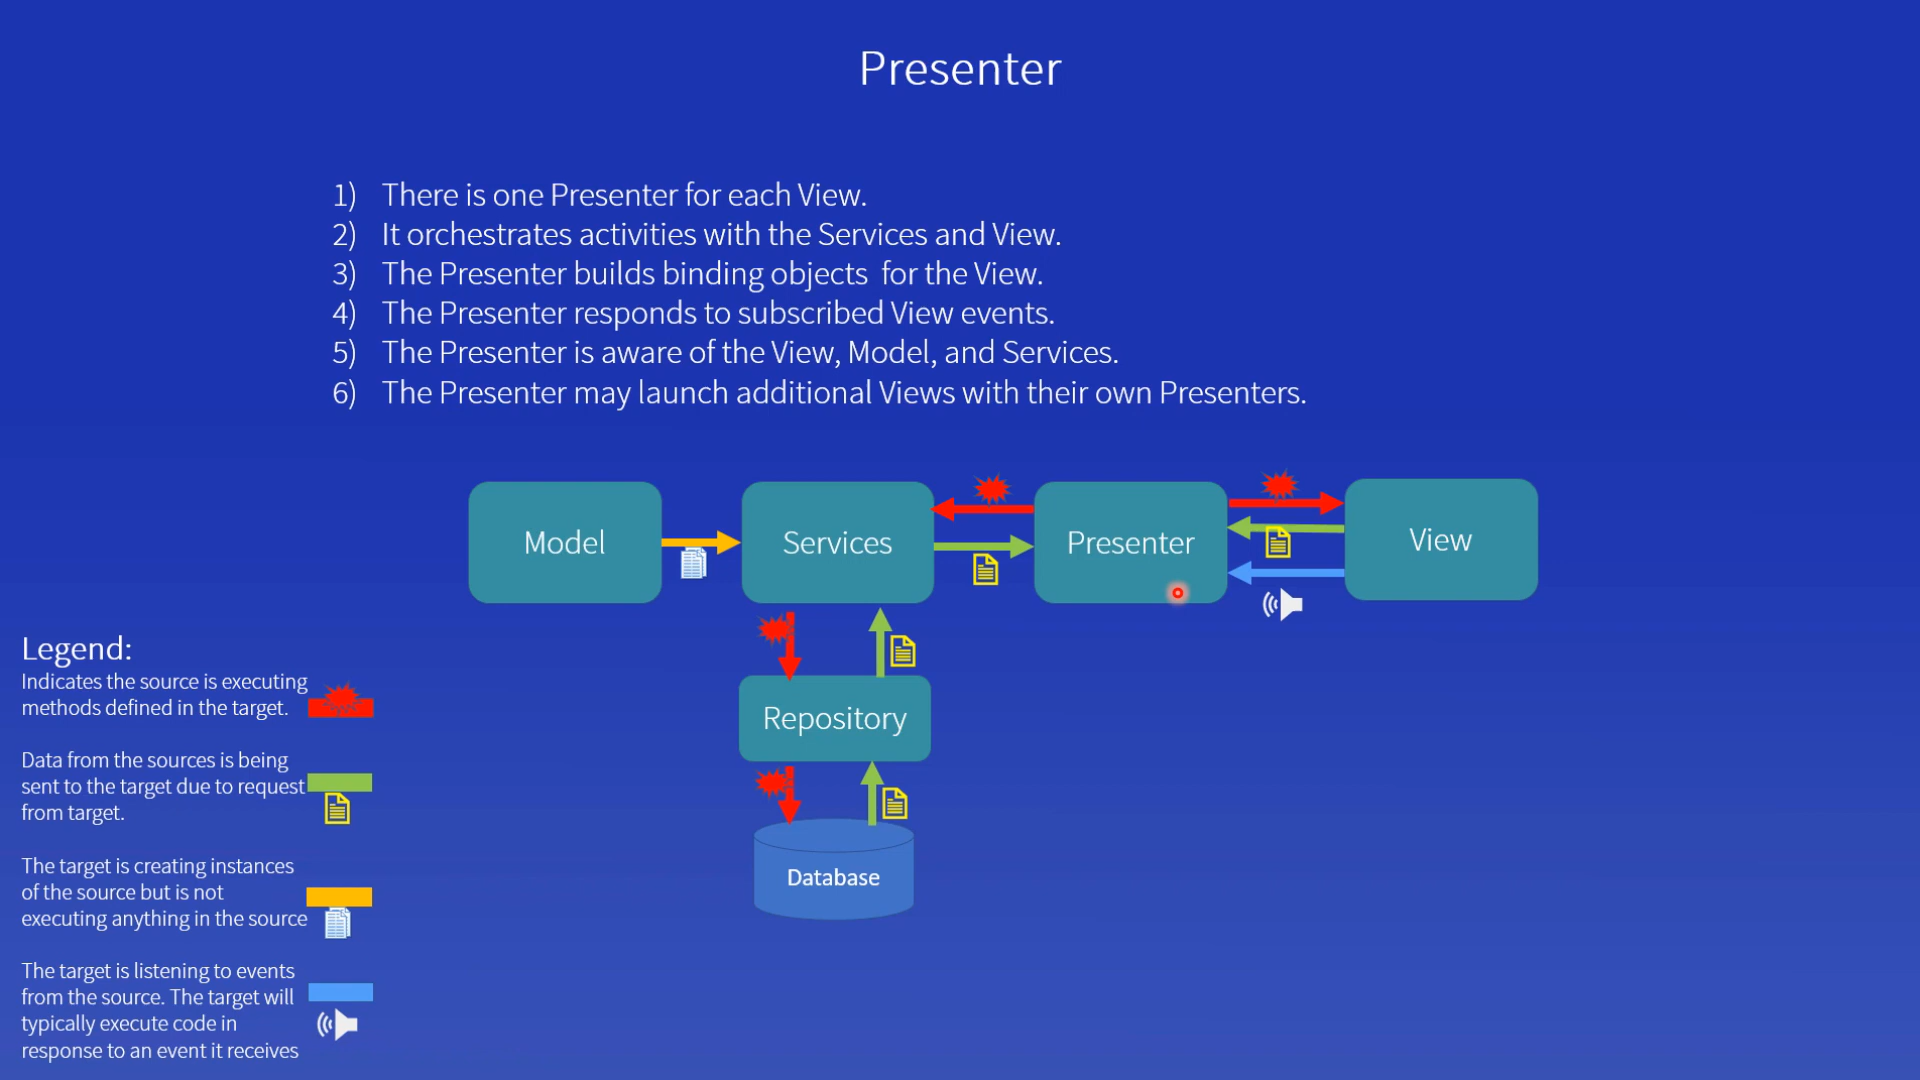 Presenter
1) There is one Presenter for each View.
2) It orchestrates activities with the Services and View.
3) The Presenter builds binding objects  for the View.
4) The Presenter responds to subscribed View events.
5) The Presenter is aware of the View, Model, and Services.
6) The Presenter may launch additional Views with their own Presenters.
Model
Services
Presenter
View
Repository
Database
Legend:
Indicates the source is executing
methods defined in the target.
Data from the sources is being
sent to the target due to request
from target.
The target is creating instances
of the source but is not
executing anything in the source
The target is listening to events
from the source. The target will
typically execute code in
response to an event it receives